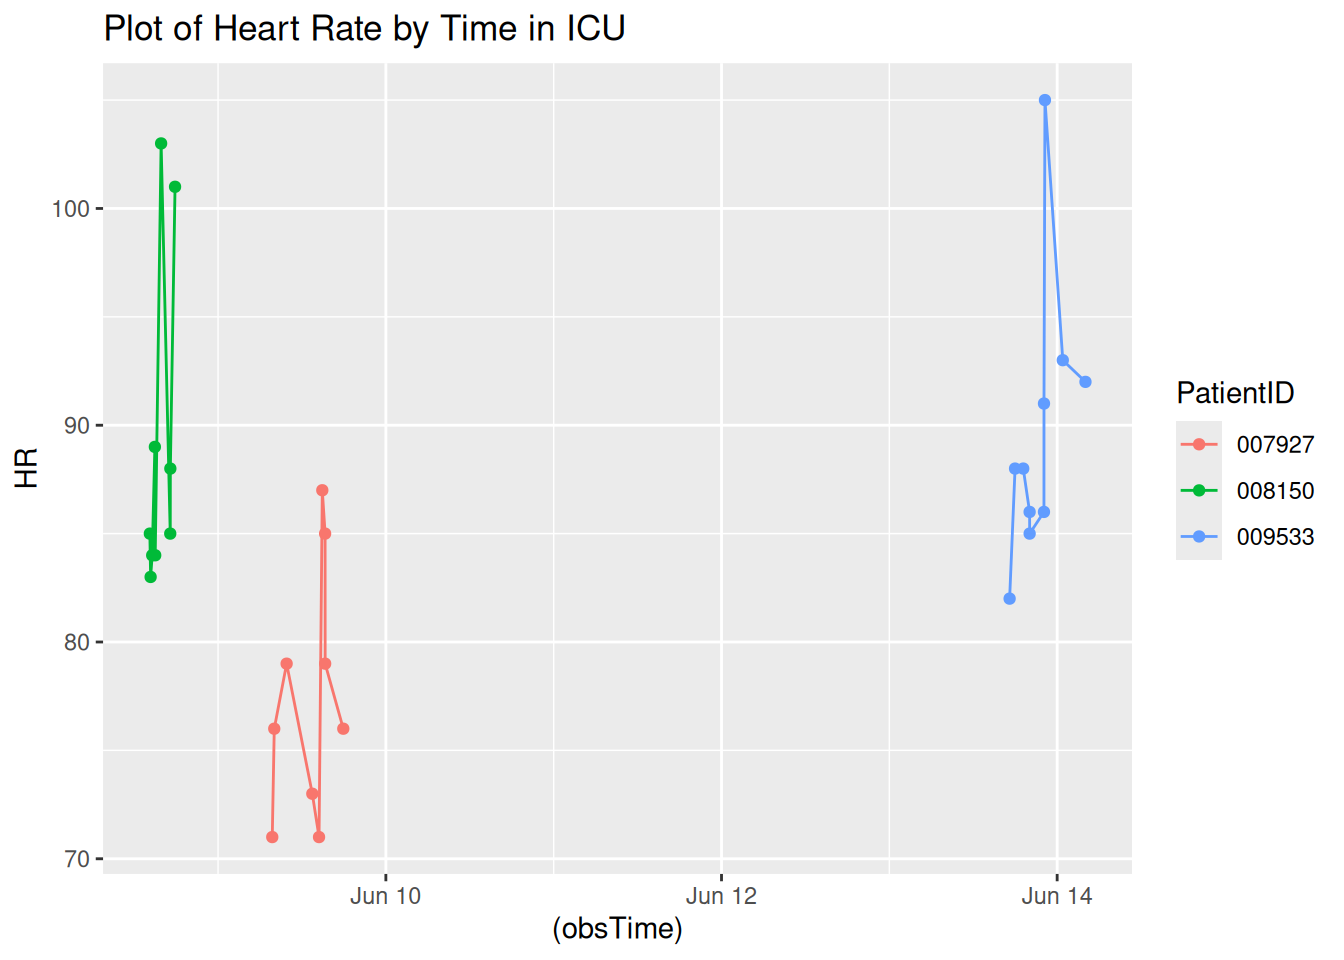 Plot of Heart Rate by Time in ICU
HR
100
90
80
70
Jun 10
Jun 12
Jun 14
(obsTime)
PatientID
007927
008150
009533